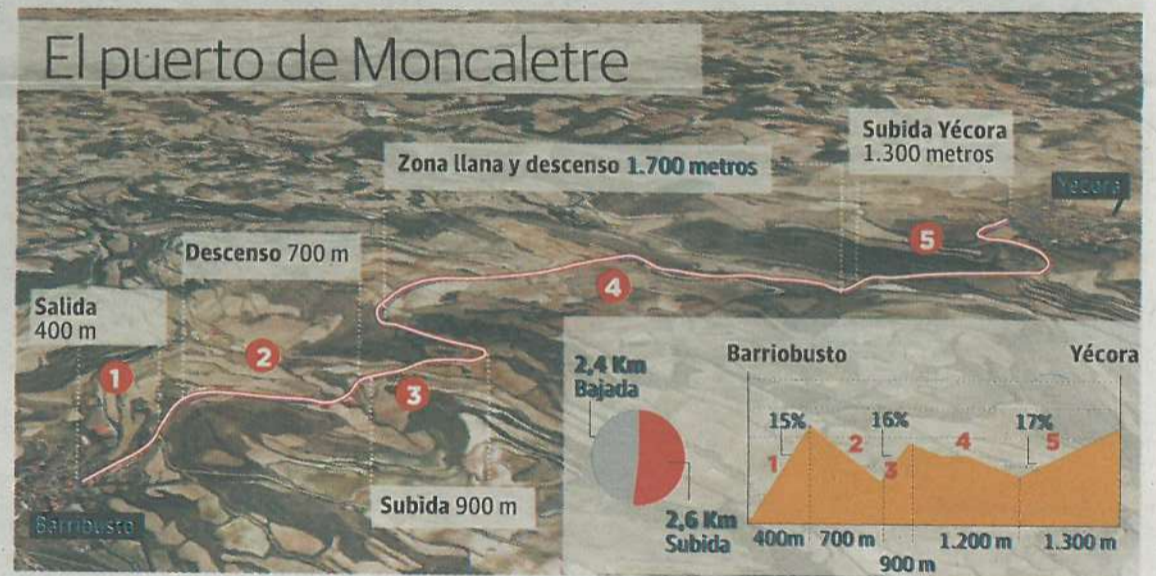 El puerto de Moncaletre
Subida Yécora
1.300 metros
Zona llana y descenso 1.700 metros
Yécora
Descenso 700 m
5
Salida
400 m
4
2
1
3
Subida 900 m
Barribusto
2,4 Km
Bajada
2,6 Km
Subida
Barriobusto
Yécora
15%
16%
17%
1
2
3
4
5
400m
700 m
900 m
1.200 m
1.300 m